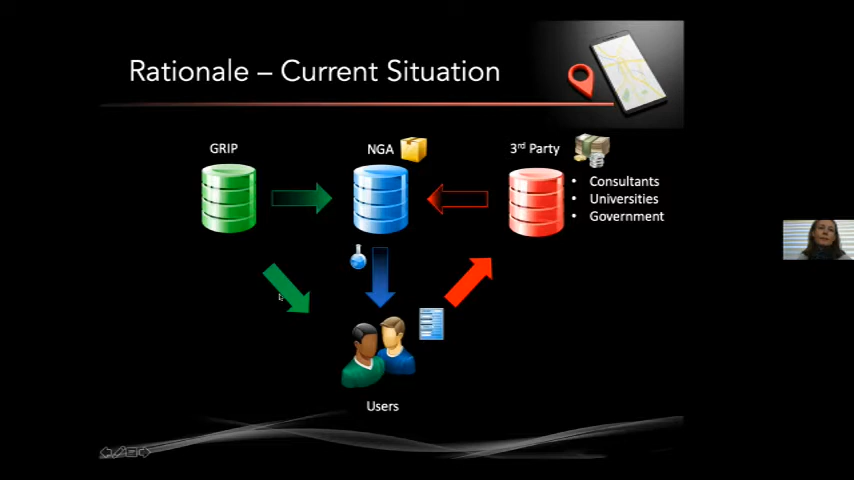 Rationale – Current Situation
GRIP
NGA
3rd Party
• Consultants
• Universities
• Government
Users